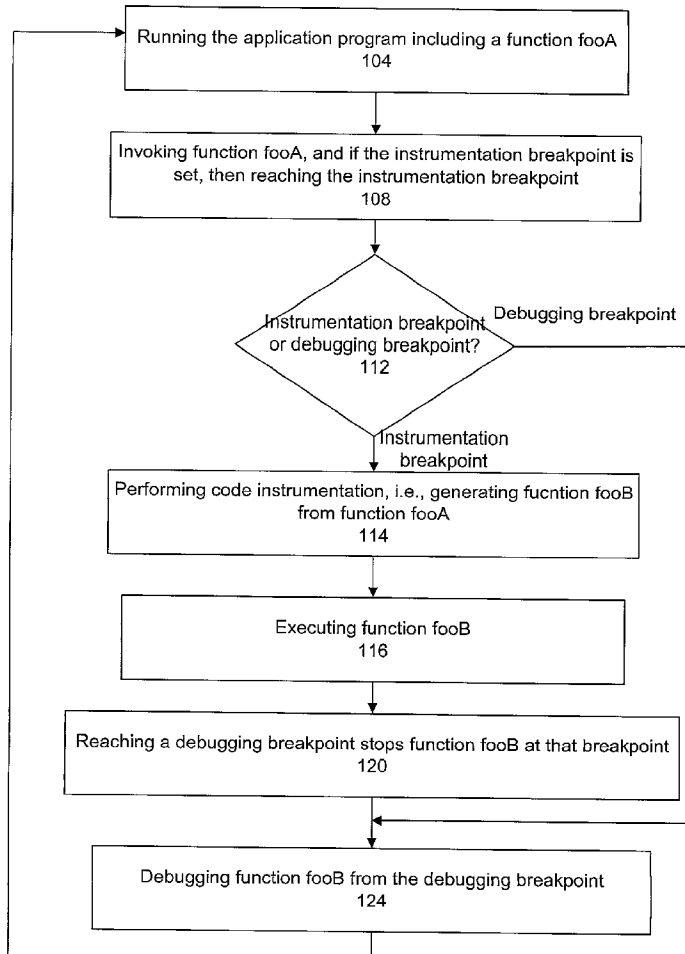 Running the application program including a function fooA
104
Invoking function fooA, and if the instrumentation breakpoint is
set, then reaching the instrumentation breakpoint
108
Instrumentation breakpoint
or debugging breakpoint?
112
Debugging breakpoint
Instrumentation
breakpoint
Performing code instrumentation, i.e., generating fucntion fooB
from function fooA
114
Executing function fooB
116
Reaching a debugging breakpoint stops function fooB at that breakpoint
120
Debugging function fooB from the debugging breakpoint
124